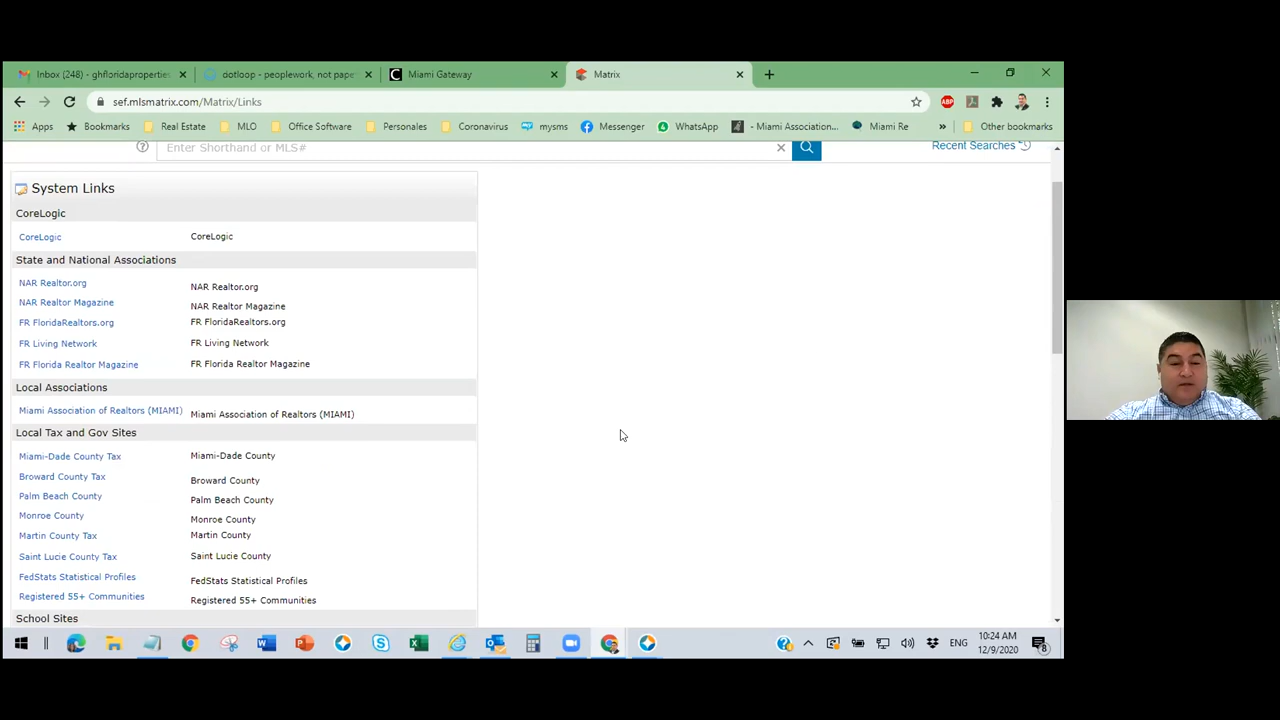 Inbox (248) - ghfloridaproperties
dotloop - peoplework, not pape
Miami Gateway
Matrix
sef.mlsmatrix.com/Matrix/Links
ABP
Apps
Bookmarks
Real Estate
MLO
Office Software
Personales
Coronavirus
mysms
Messenger
WhatsApp
- Miami Association...
Miami Re
»
Other bookmarks
Enter Shorthand or MLS#
Recent Searches
System Links
CoreLogic
CoreLogic CoreLogic
State and National Associations
NAR Realtor.org NAR Realtor.org
NAR Realtor Magazine NAR Realtor Magazine
FR FloridaRealtors.org FR FloridaRealtors.org
FR Living Network FR Living Network
FR Florida Realtor Magazine FR Florida Realtor Magazine
Local Associations
Miami Association of Realtors (MIAMI) Miami Association of Realtors (MIAMI)
Local Tax and Gov Sites
Miami-Dade County Tax Miami-Dade County
Broward County Tax Broward County
Palm Beach County Palm Beach County
Monroe County Monroe County
Martin County Tax Martin County
Saint Lucie County Tax Saint Lucie County
FedStats Statistical Profiles FedStats Statistical Profiles
Registered 55+ Communities Registered 55+ Communities
School Sites
ENG
10:24 AM
12/9/2020
8